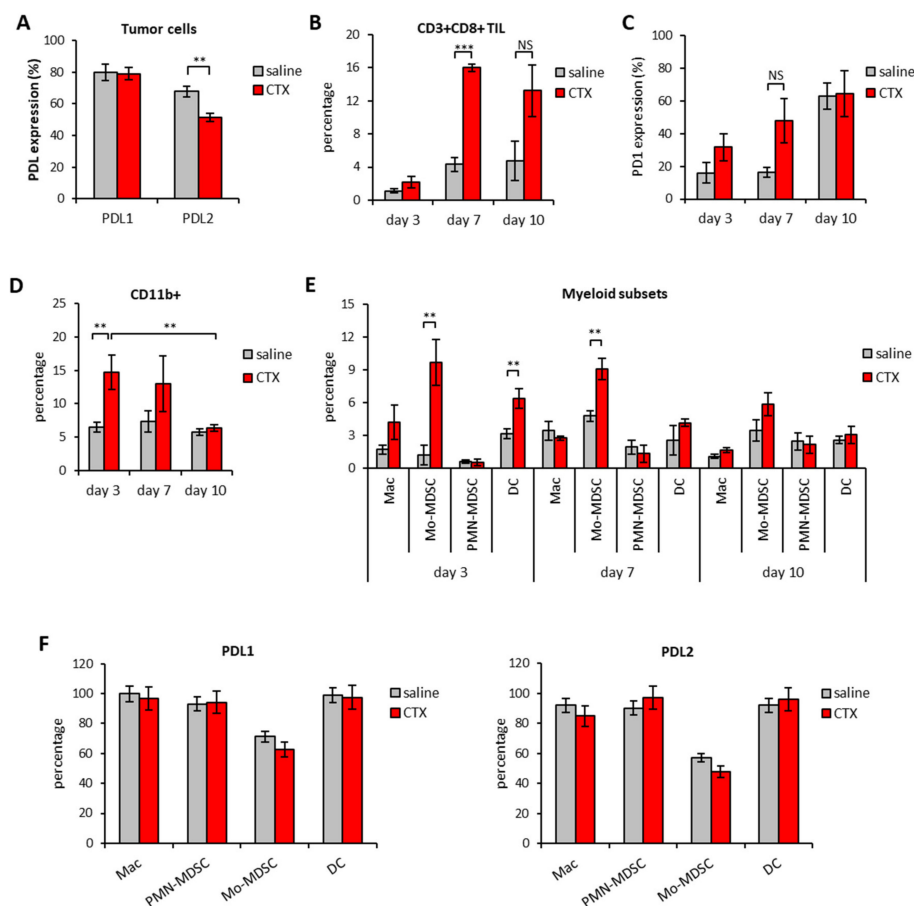 A
Tumor cells
PDL expression (%)
100
80
60
40
20
0
**
PDL1
PDL2
saline
CTX
B
CD3+CD8+ TIL
percentage
20
16
12
8
4
0
***
NS
day 3
day 7
day 10
saline
CTX
C
PD1 expression (%)
100
80
60
40
20
0
NS
day 3
day 7
day 10
saline
CTX
D
CD11b+
percentage
25
20
15
10
5
0
**
**
day 3
day 7
day 10
saline
CTX
E
Myeloid subsets
percentage
15
12
9
6
3
0
**
**
**
Mac
Mo-MDSC
PMN-MDSC
DC
Mac
Mo-MDSC
PMN-MDSC
DC
Mac
Mo-MDSC
PMN-MDSC
DC
day 3
day 7
day 10
saline
CTX
F
PDL1
percentage
120
100
80
60
40
20
0
Mac
PMN-MDSC
Mo-MDSC
DC
saline
CTX
PDL2
percentage
120
100
80
60
40
20
0
Mac
PMN-MDSC
Mo-MDSC
DC
saline
CTX